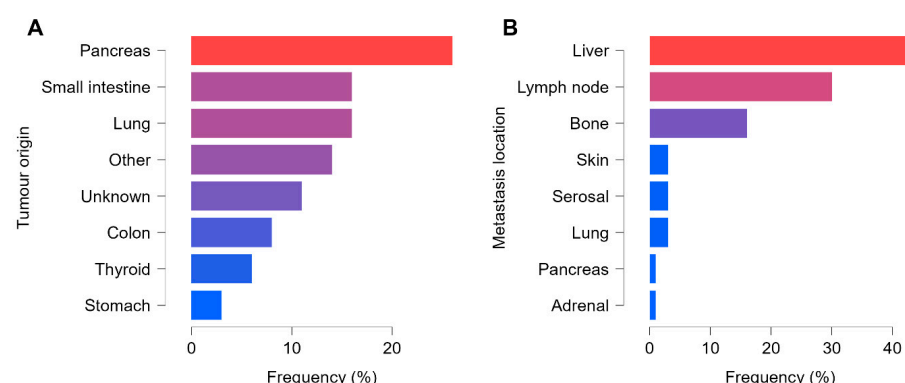 A
Tumour origin
Pancreas
Small intestine
Lung
Other
Unknown
Colon
Thyroid
Stomach
0 10 20
Frequency (%)
B
Metastasis location
Liver
Lymph node
Bone
Skin
Serosal
Lung
Pancreas
Adrenal
0 10 20 30 40
Frequency (%)